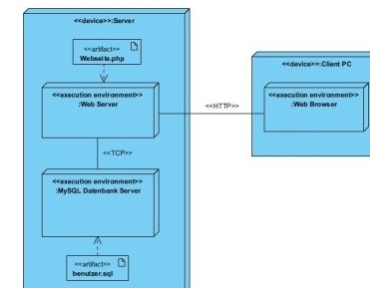 <<device>>:Server
<<artifact>>
Webseite.php
<<execution environment>>
:Web Server
<<TCP>>
<<execution environment>>
:MySQL Datenbank Server
<<artifact>>
benutzer.sql
<<HTTP>>
<<device>>:Client PC
<<execution environment>>
:Web Browser